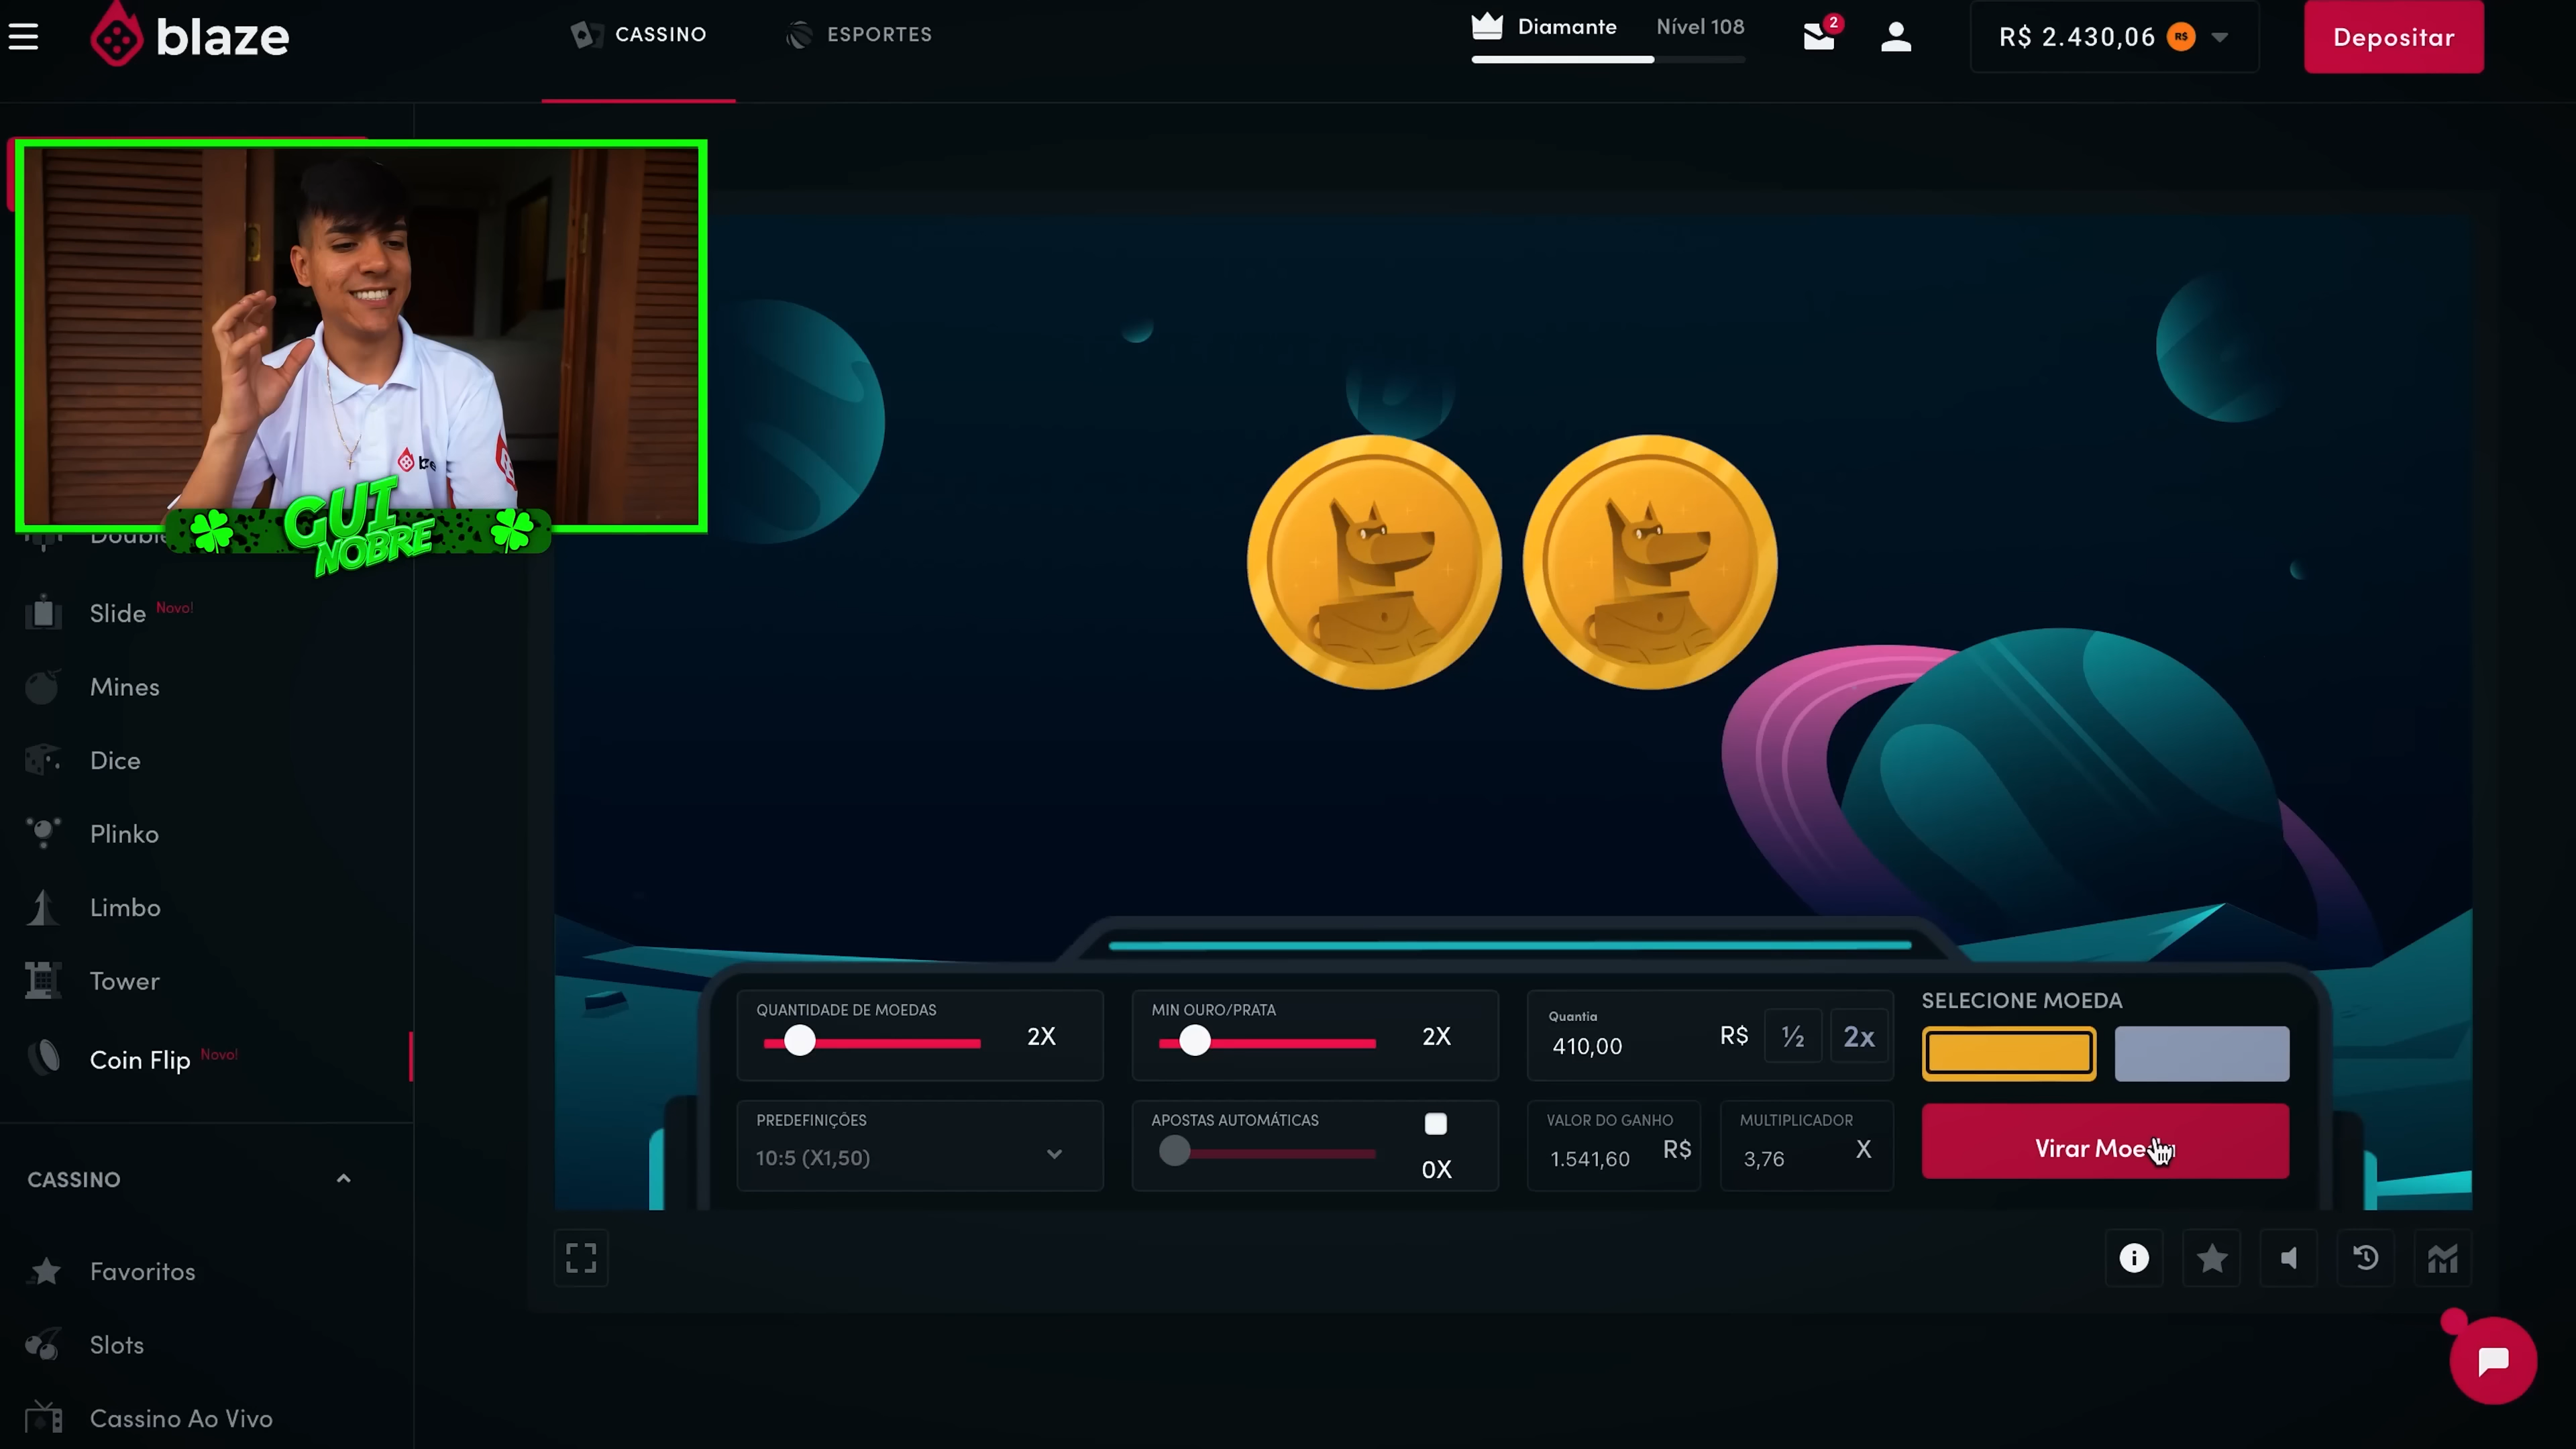 blaze
CASSINO
ESPORTES
Diamante
Nível 108
2
R$ 2.430,06
R$
Depositar
GUI
NOBRE
Slide Novo!
Mines
Dice
Plinko
Limbo
Tower
Coin Flip Novo!
CASSINO
Favoritos
Slots
Cassino Ao Vivo
QUANTIDADE DE MOEDAS
2X
MIN OURO/PRATA
2X
Quantia
410,00
R$
½
2x
SELECIONE MOEDA
PREDEFINIÇÕES
10:5 (X1,50)
APOSTAS AUTOMÁTICAS
0X
VALOR DO GANHO
1.541,60
R$
MULTIPLICADOR
3,76
X
Virar